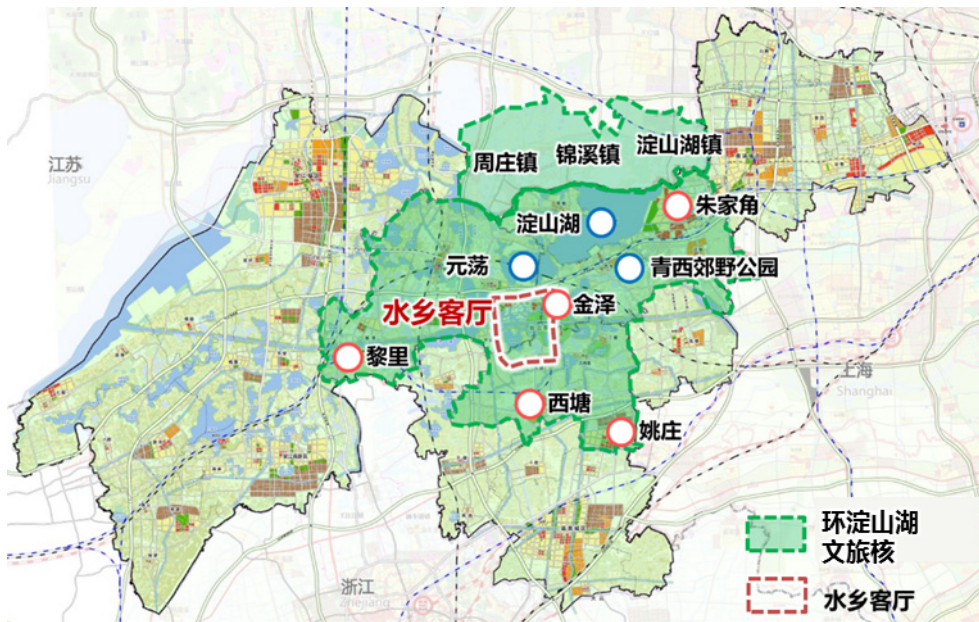 江苏
Jiangsu
周庄镇
锦溪镇
淀山湖镇
朱家角
淀山湖
元荡
青西郊野公园
水乡客厅
金泽
黎里
上海
Shanghai
西塘
姚庄
环淀山湖
文旅核
浙江
Zhejiang
水乡客厅